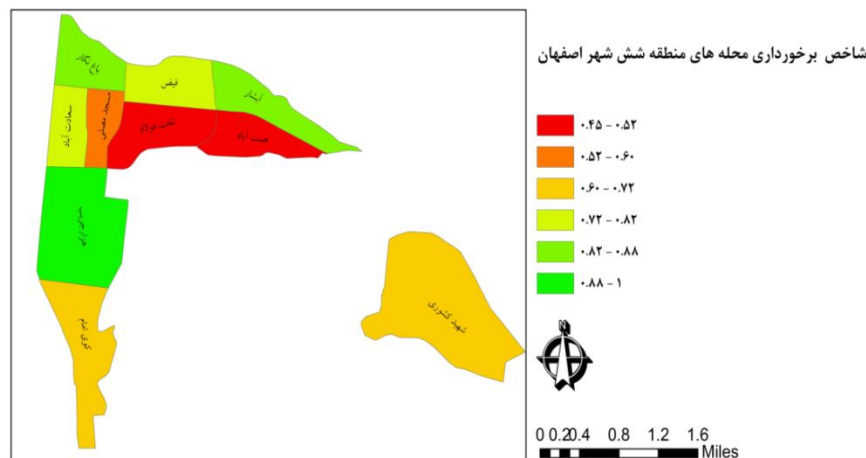 شاخص برخورداری محله های منطقه شش شهر اصفهان
باغ نگار
فیض
آبشار
سعادت آباد
مسجد مصلی
تخت فولاد
همت آباد
کوی امام
شهید کشوری
۰.۴۵ - ۰.۵۲
۰.۵۲ - ۰.۶۰
۰.۶۰ - ۰.۷۲
۰.۷۲ - ۰.۸۲
۰.۸۲ - ۰.۸۸
۰.۸۸ - ۱
N
0 0.20.4 0.8 1.2 1.6
Miles